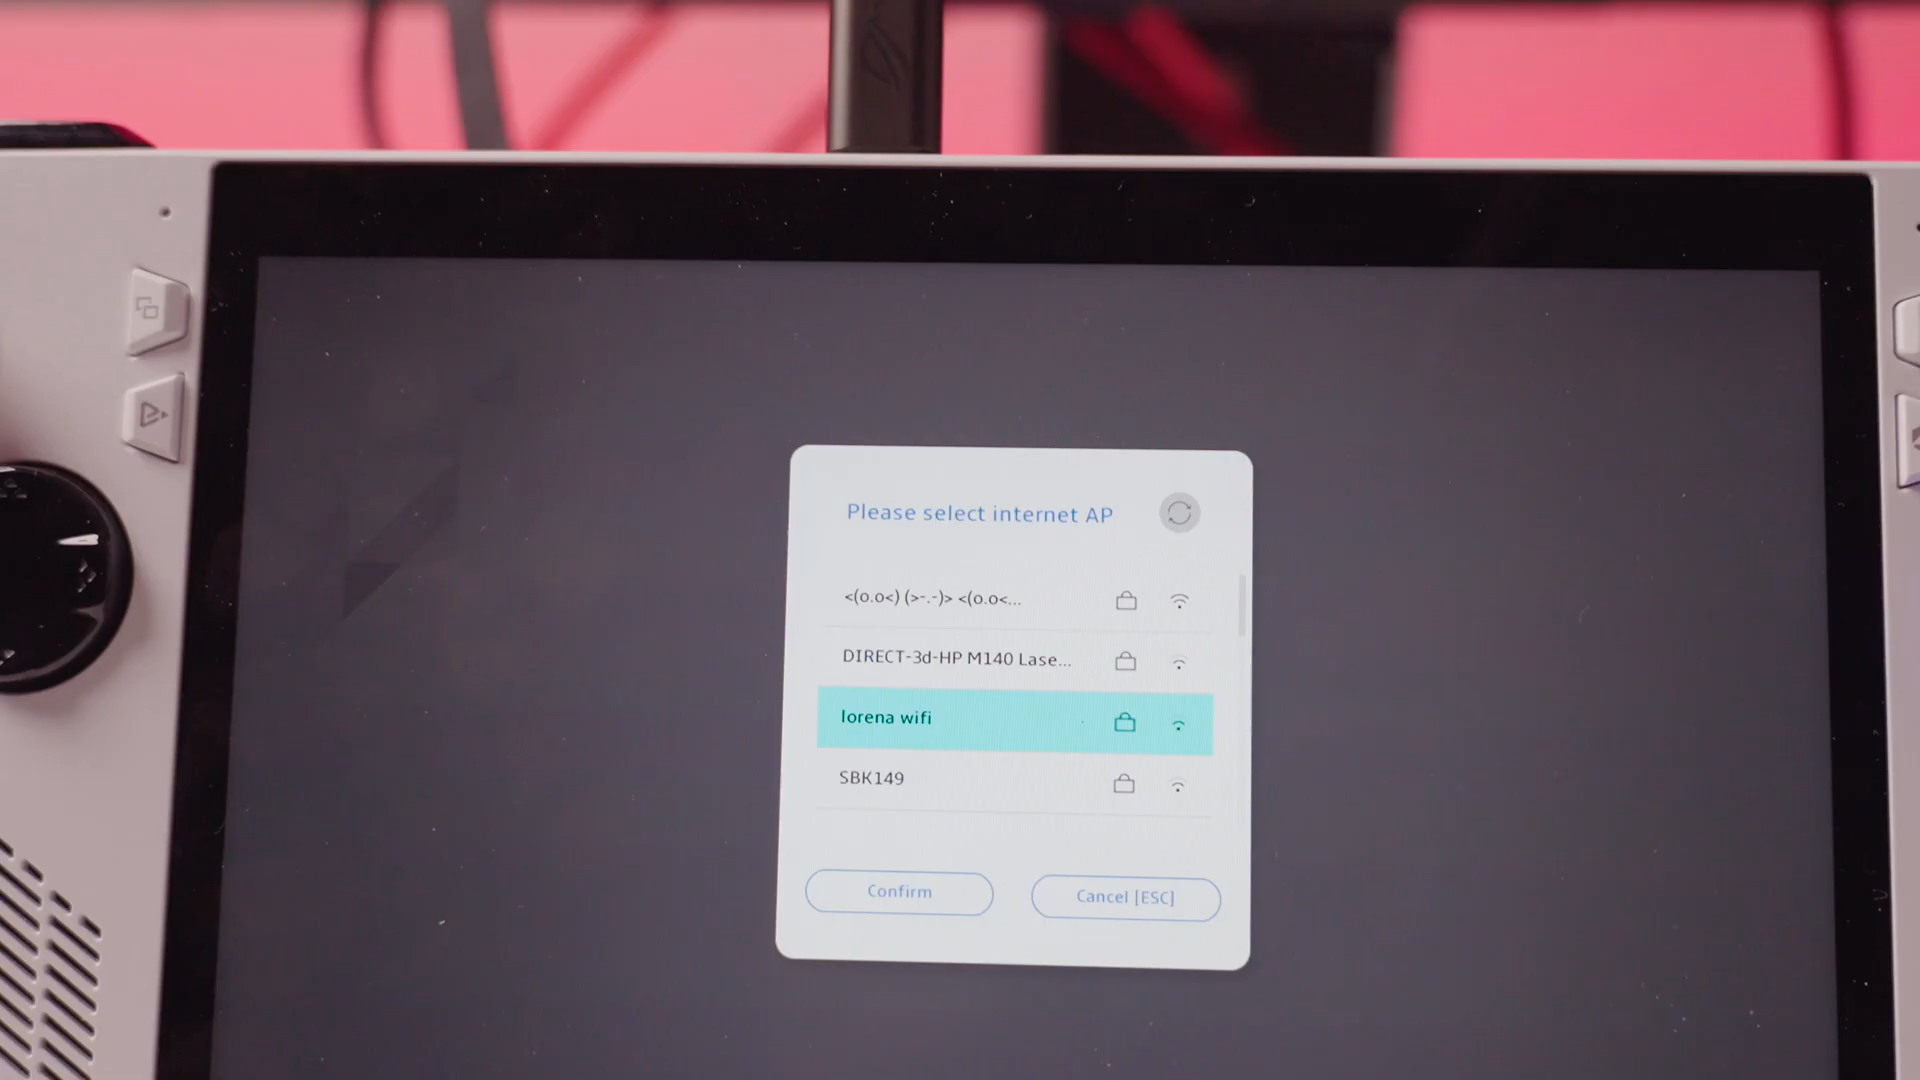 Please select internet AP
<(o.o<) (>-.-)> <(o.o<...
DIRECT-3d-HP M140 Lase...
lorena wifi
SBK149
Confirm
Cancel [ESC]